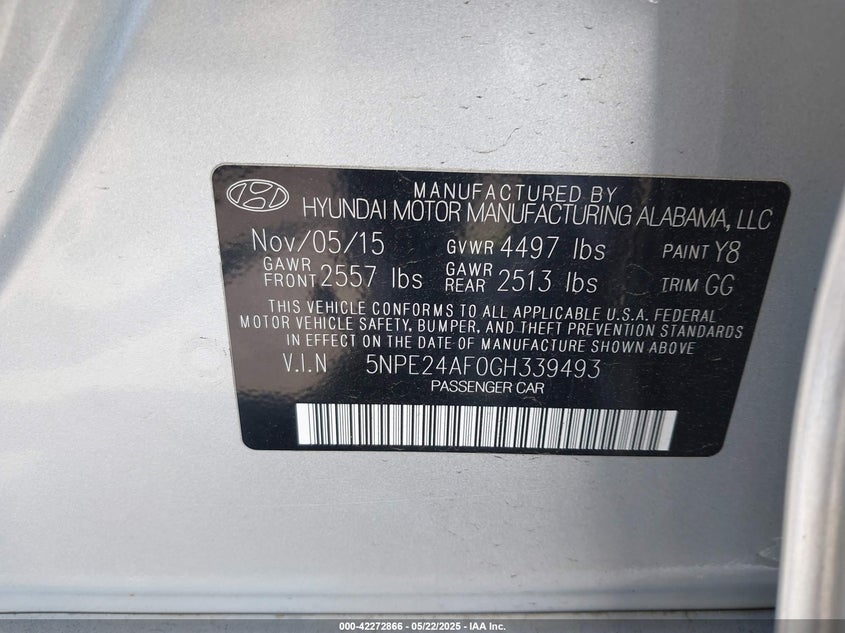 MANUFACTURED BY
HYUNDAI MOTOR MANUFACTURING ALABAMA, LLC
Nov/05/15 GVWR 4497 lbs PAINT Y8
GAWR FRONT 2557 lbs GAWR REAR 2513 lbs TRIM GG
THIS VEHICLE CONFORMS TO ALL APPLICABLE U.S.A. FEDERAL
MOTOR VEHICLE SAFETY, BUMPER, AND THEFT PREVENTION STANDARDS
IN EFFECT ON THE DATE OF MANUFACTURE SHOWN ABOVE.
V.I.N 5NPE24AF0GH339493
PASSENGER CAR
000-42272866 - 05/22/2025 - IAA Inc.